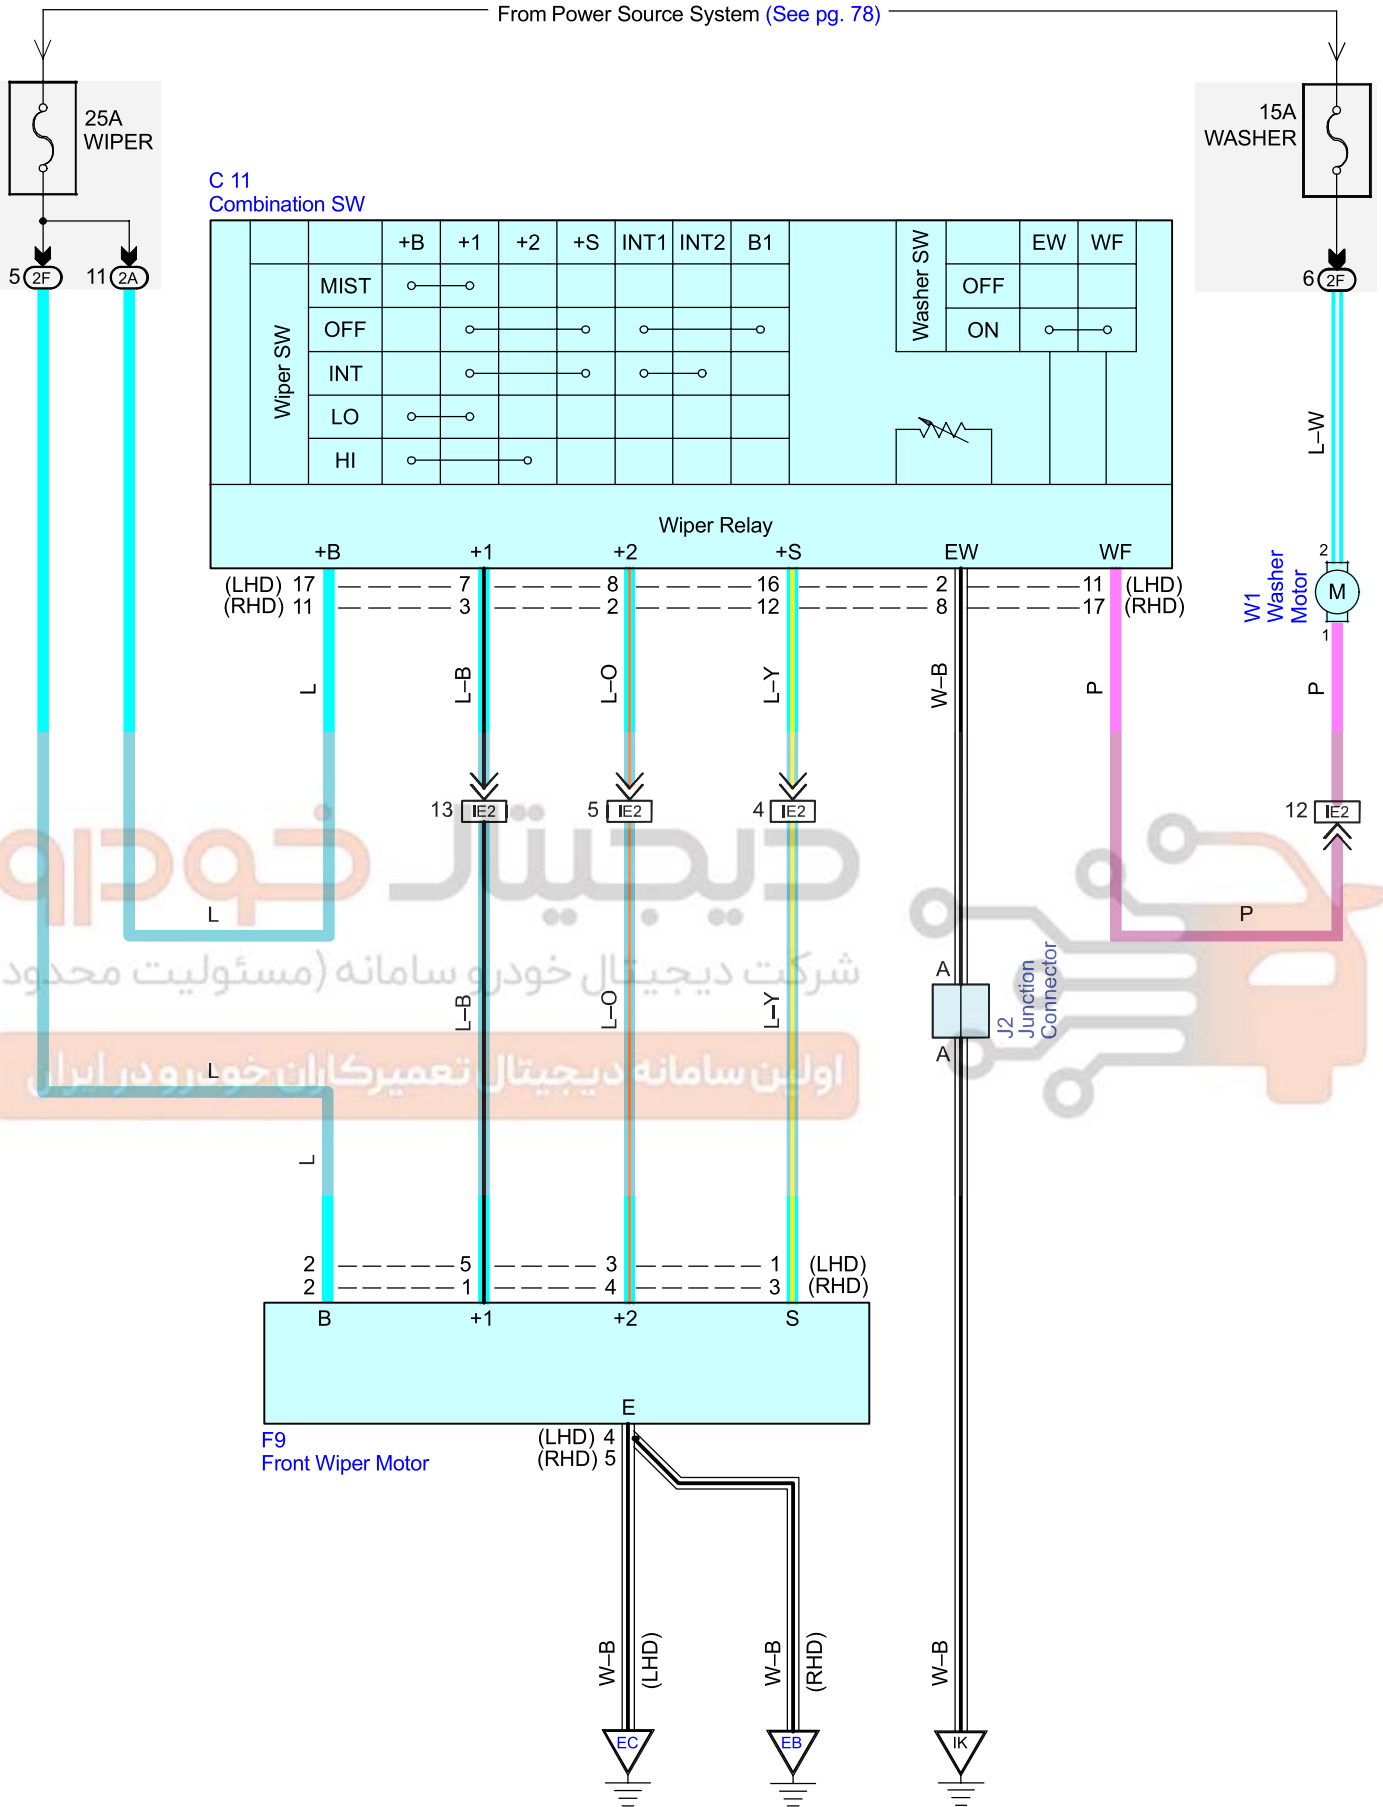 From Power Source System (See pg. 78)
25A
WIPER
15A
WASHER
5 2F
11 2A
6 2F
C 11
Combination SW
Wiper SW
+B +1 +2 +S INT1 INT2 B1
MIST
OFF
INT
LO
HI
Washer SW
EW WF
OFF
ON
Wiper Relay
+B +1 +2 +S EW WF
(LHD) 17 7 8 16 2 11 (LHD)
(RHD) 11 3 2 12 8 17 (RHD)
L–W
2
W1
Washer
Motor
M
1
L
L–B
L–O
L–Y
W–B
P
P
13 IE2
5 IE2
4 IE2
12 IE2
دیجیتال خودرو
L
P
شرکت دیجیتال خودرو سامانه (مسئولیت محدود
L–B
L–O
L–Y
A
J2
Junction
Connector
A
اولین سامانه دیجیتال تعمیرکاران خودرو در ایران
L
L
2 5 3 1 (LHD)
2 1 4 3 (RHD)
B +1 +2 S
E
F9
Front Wiper Motor
(LHD) 4
(RHD) 5
W–B
(LHD)
W–B
(RHD)
W–B
EC
EB
IK